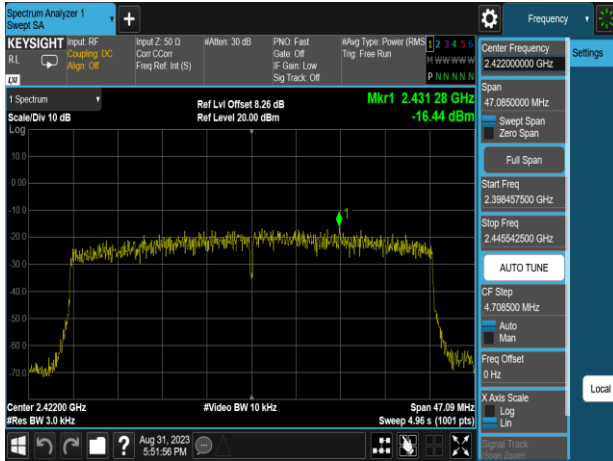 Spectrum Analyzer 1
Swept SA
+
Frequency
KEYSIGHT
RL
LXI
Input: RF
Coupling: DC
Align: Off
Input Z: 50 Ω
Corr CCorr
Freq Ref: Int (S)
#Atten: 30 dB
PNO: Fast
Gate: Off
IF Gain: Low
Sig Track: Off
#Avg Type: Power (RMS
Trig: Free Run
1 2 3 4 5 6
M W W W W W
P N N N N N
1 Spectrum
Scale/Div 10 dB
Log
Ref Lvl Offset 8.26 dB
Ref Level 20.00 dBm
Mkr1 2.431 28 GHz
-16.44 dBm
1
10.0
0.00
-10.0
-20.0
-30.0
-40.0
-50.0
-60.0
-70.0
Center 2.42200 GHz
#Res BW 3.0 kHz
#Video BW 10 kHz
Span 47.09 MHz
Sweep 4.96 s (1001 pts)
?
Aug 31, 2023
5:51:56 PM
Center Frequency
2.422000000 GHz
Span
47.0850000 MHz
Swept Span
Zero Span
Full Span
Start Freq
2.398457500 GHz
Stop Freq
2.445542500 GHz
AUTO TUNE
CF Step
4.708500 MHz
Auto
Man
Freq Offset
0 Hz
X Axis Scale
Log
Lin
Signal Track
(Span Zoom)
Settings
Local